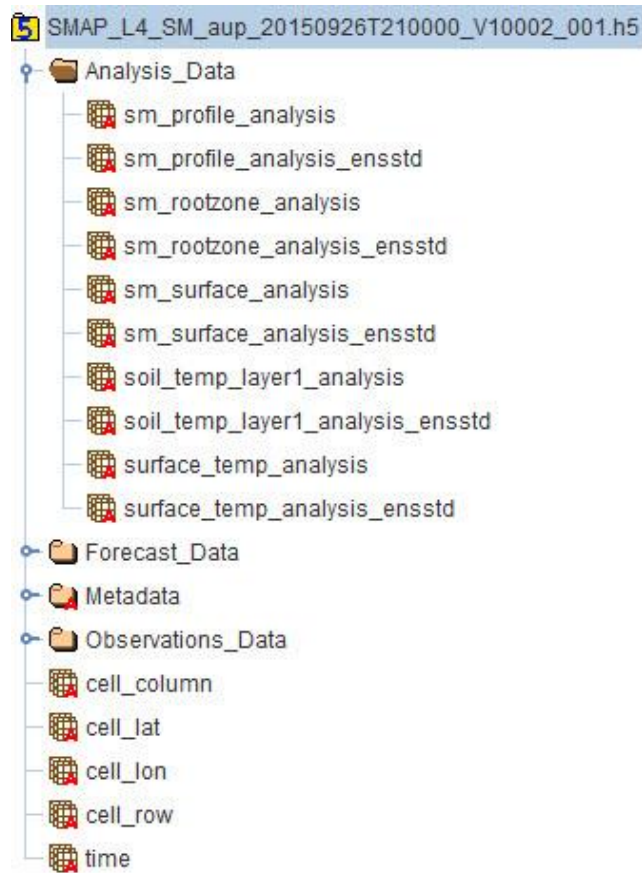 SMAP_L4_SM_aup_20150926T210000_V10002_001.h5
Analysis_Data
sm_profile_analysis
sm_profile_analysis_ensstd
sm_rootzone_analysis
sm_rootzone_analysis_ensstd
sm_surface_analysis
sm_surface_analysis_ensstd
soil_temp_layer1_analysis
soil_temp_layer1_analysis_ensstd
surface_temp_analysis
surface_temp_analysis_ensstd
Forecast_Data
Metadata
Observations_Data
cell_column
cell_lat
cell_lon
cell_row
time